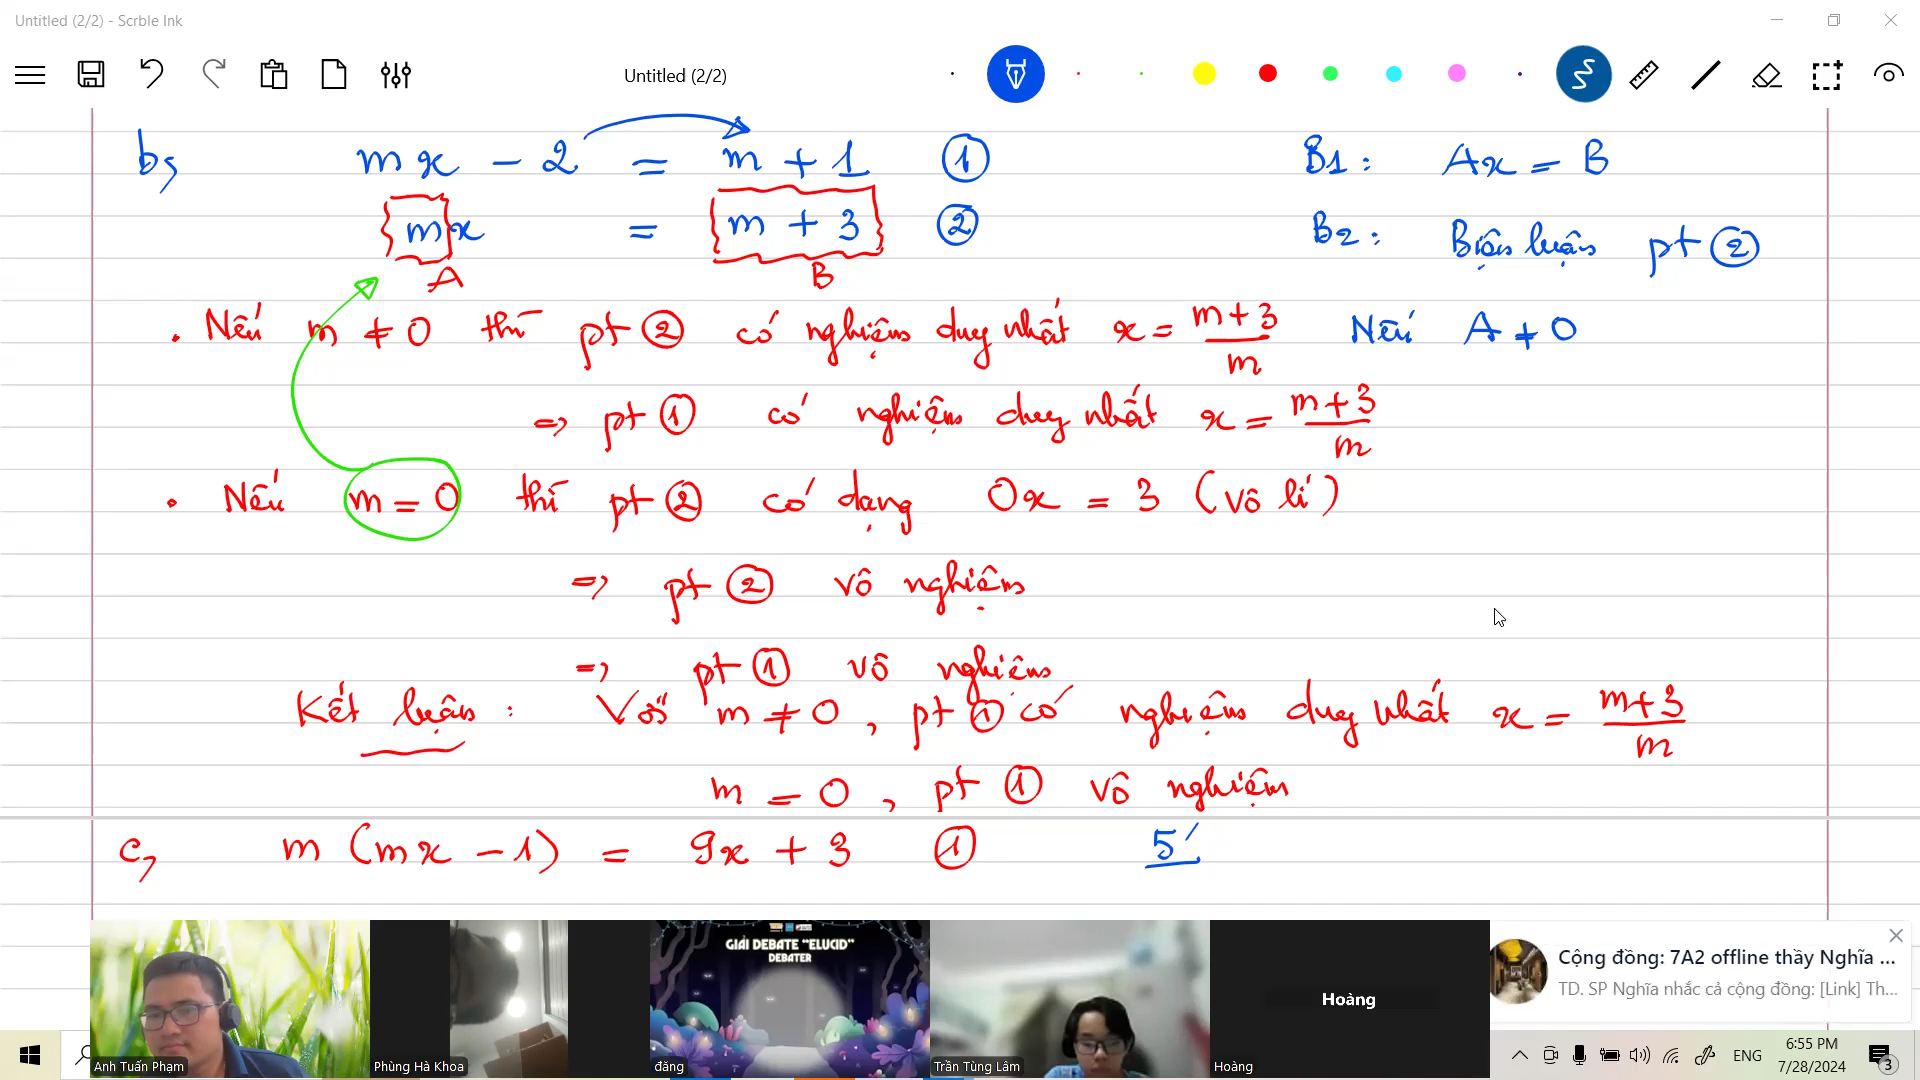 Untitled (2/2) - Scrble Ink
Untitled (2/2)
b, mx - 2 = m + 1 ① B1: Ax = B
mx = m + 3 ② B2: Biện luận pt ②
A B
. Nếu m ≠ 0 thì pt ② có nghiệm duy nhất x = (m+3)/m Nếu A ≠ 0
=> pt ① có nghiệm duy nhất x = (m+3)/m
. Nếu m = 0 thì pt ② có dạng 0x = 3 (vô lí)
=> pt ② vô nghiệm
=> pt ① vô nghiệm
Kết luận: Với m ≠ 0, pt ① có nghiệm duy nhất x = (m+3)/m
m = 0, pt ① vô nghiệm
c, m (mx - 1) = 9x + 3 ① 5'
GIẢI DEBATE "ELUCID"
DEBATER
Anh Tuấn Phạm
Phùng Hà Khoa
đăng
Trần Tùng Lâm
Hoàng
Hoàng
Cộng đồng: 7A2 offline thầy Nghĩa ...
TD. SP Nghĩa nhắc cả cộng đồng: [Link] Th...
ENG
6:55 PM
7/28/2024
3